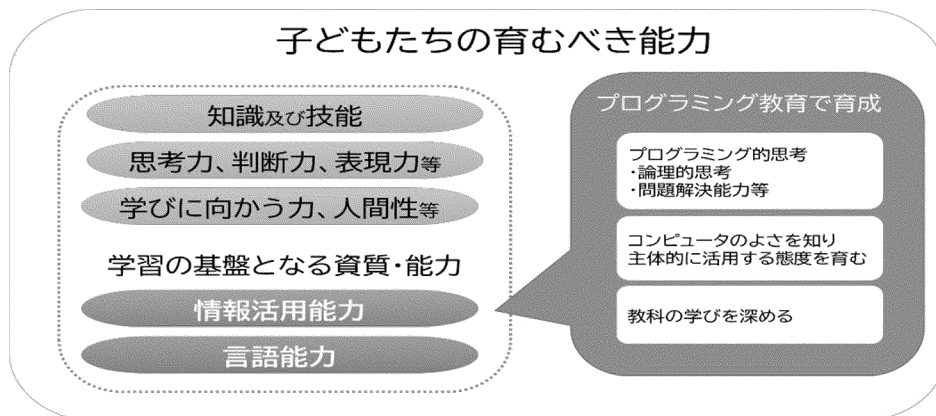 子どもたちの育むべき能力
知識及び技能
思考力、判断力、表現力等
学びに向かう力、人間性等
学習の基盤となる資質・能力
情報活用能力
言語能力
プログラミング教育で育成
プログラミング的思考
・論理的思考
・問題解決能力等
コンピュータのよさを知り
主体的に活用する態度を育む
教科の学びを深める